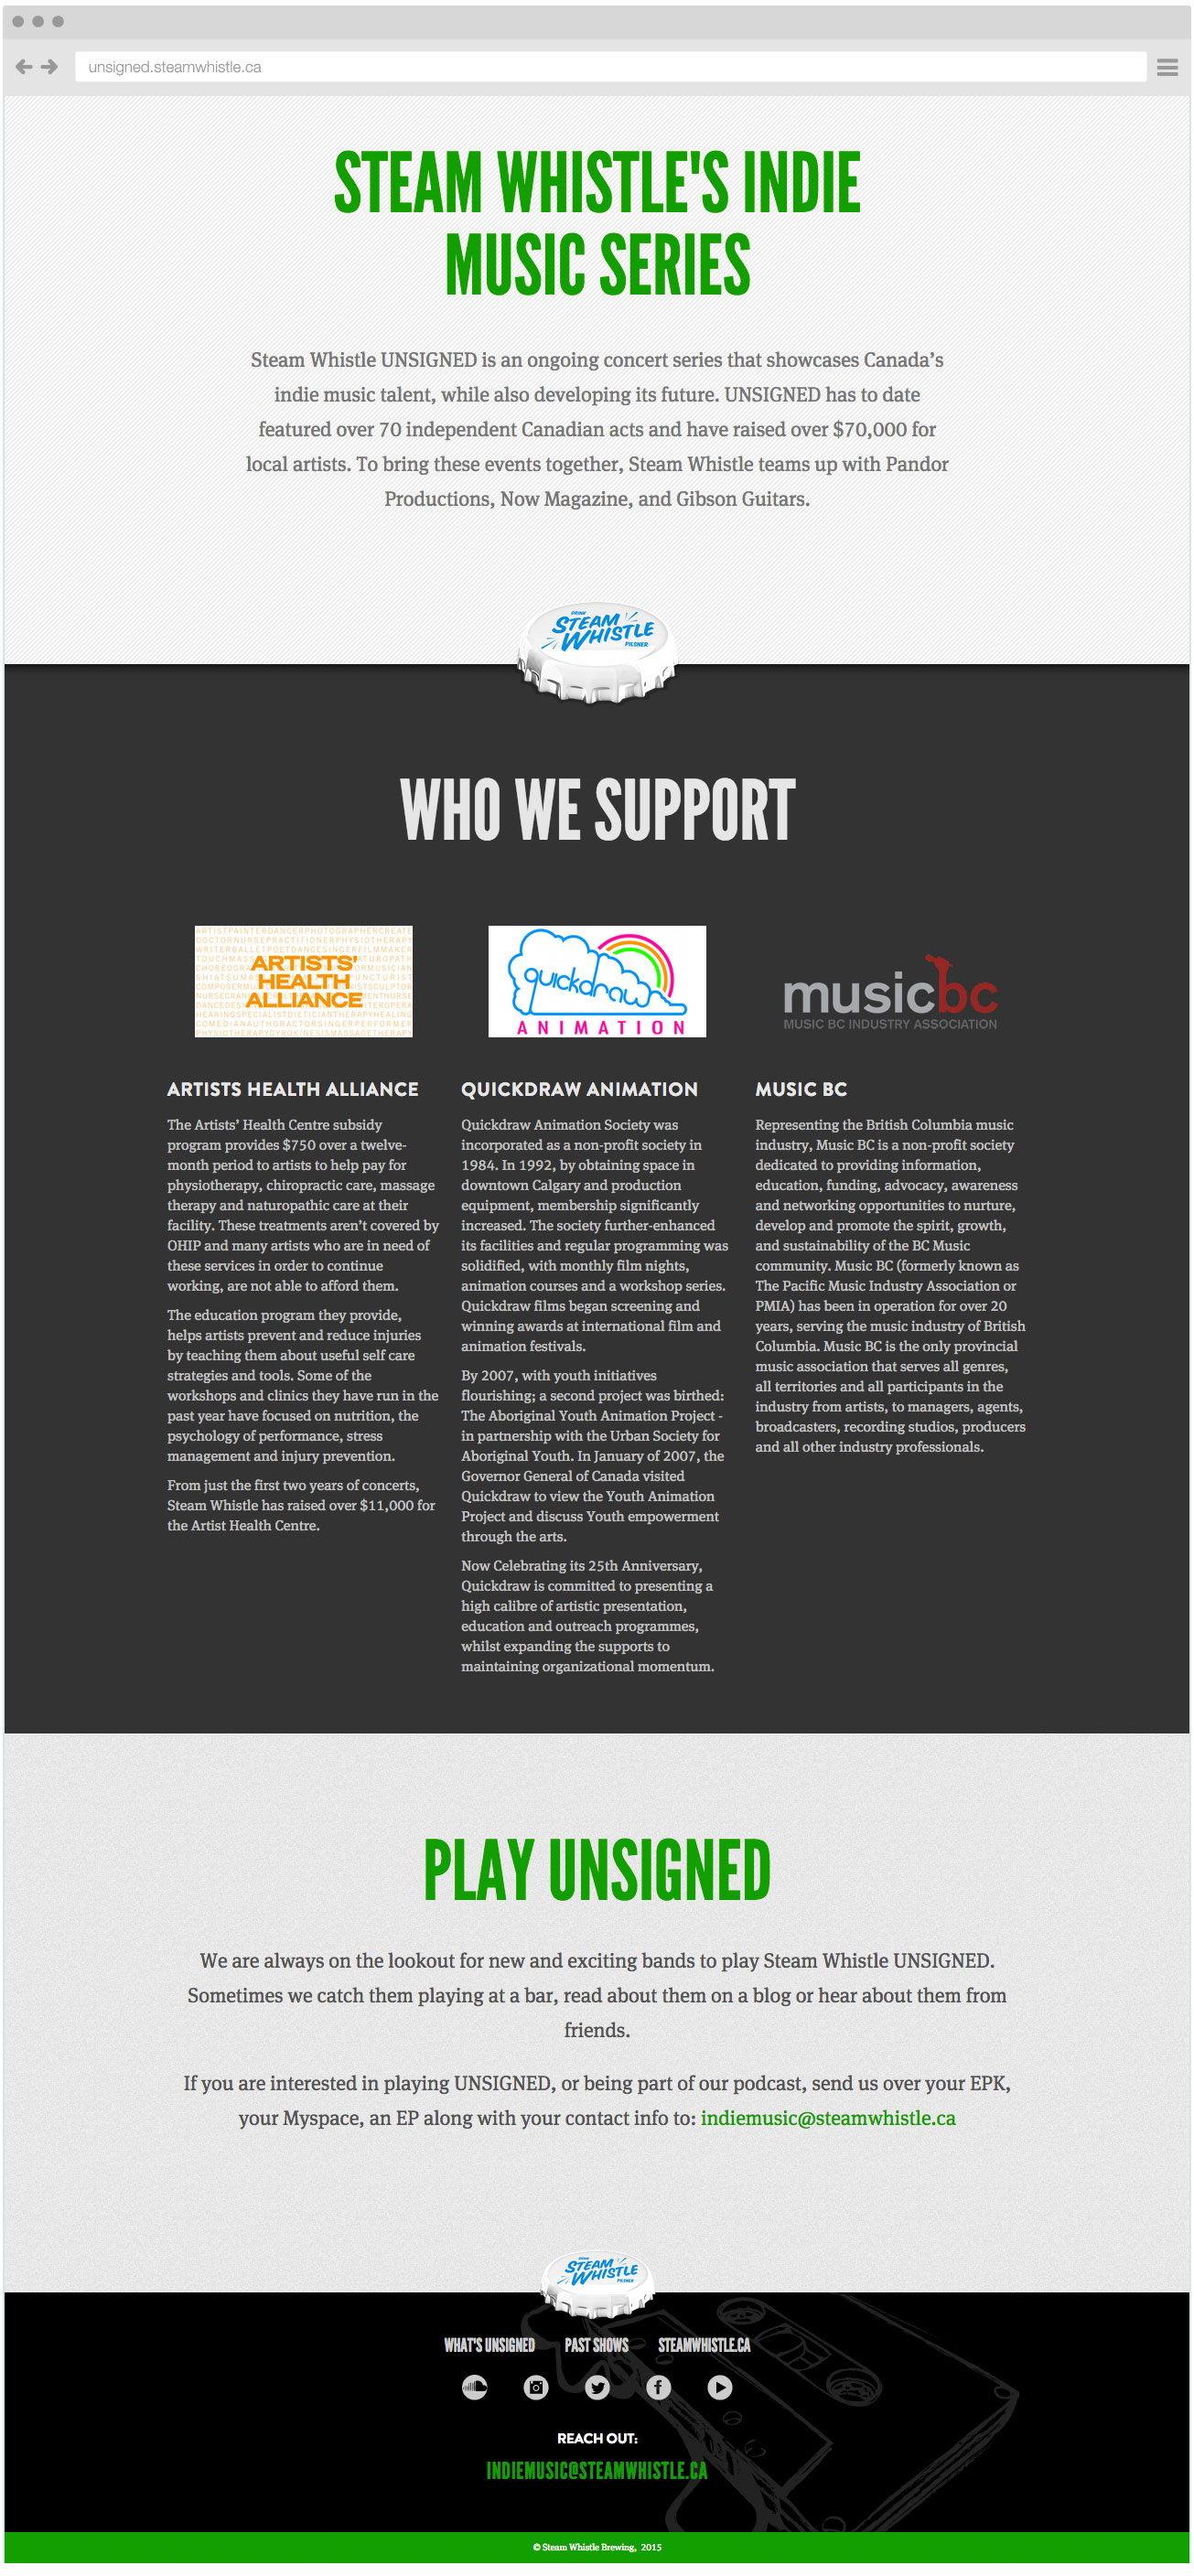 unsigned.steamwhistle.ca
STEAM WHISTLE'S INDIE
MUSIC SERIES
Steam Whistle UNSIGNED is an ongoing concert series that showcases Canada’s
indie music talent, while also developing its future. UNSIGNED has to date
featured over 70 independent Canadian acts and have raised over $70,000 for
local artists. To bring these events together, Steam Whistle teams up with Pandor
Productions, Now Magazine, and Gibson Guitars.
DRINK
STEAM
WHISTLE
PILSNER
WHO WE SUPPORT
ARTISTS'
HEALTH
ALLIANCE
ARTISTS HEALTH ALLIANCE
The Artists’ Health Centre subsidy
program provides $750 over a twelve-
month period to artists to help pay for
physiotherapy, chiropractic care, massage
therapy and naturopathic care at their
facility. These treatments aren’t covered by
OHIP and many artists who are in need of
these services in order to continue
working, are not able to afford them.
The education program they provide,
helps artists prevent and reduce injuries
by teaching them about useful self care
strategies and tools. Some of the
workshops and clinics they have run in the
past year have focused on nutrition, the
psychology of performance, stress
management and injury prevention.
From just the first two years of concerts,
Steam Whistle has raised over $11,000 for
the Artist Health Centre.
quickdraw
ANIMATION
QUICKDRAW ANIMATION
Quickdraw Animation Society was
incorporated as a non-profit society in
1984. In 1992, by obtaining space in
downtown Calgary and production
equipment, membership significantly
increased. The society further-enhanced
its facilities and regular programming was
solidified, with monthly film nights,
animation courses and a workshop series.
Quickdraw films began screening and
winning awards at international film and
animation festivals.
By 2007, with youth initiatives
flourishing; a second project was birthed:
The Aboriginal Youth Animation Project -
in partnership with the Urban Society for
Aboriginal Youth. In January of 2007, the
Governor General of Canada visited
Quickdraw to view the Youth Animation
Project and discuss Youth empowerment
through the arts.
Now Celebrating its 25th Anniversary,
Quickdraw is committed to presenting a
high calibre of artistic presentation,
education and outreach programmes,
whilst expanding the supports to
maintaining organizational momentum.
musicbc
MUSIC BC INDUSTRY ASSOCIATION
MUSIC BC
Representing the British Columbia music
industry, Music BC is a non-profit society
dedicated to providing information,
education, funding, advocacy, awareness
and networking opportunities to nurture,
develop and promote the spirit, growth,
and sustainability of the BC Music
community. Music BC (formerly known as
The Pacific Music Industry Association or
PMIA) has been in operation for over 20
years, serving the music industry of British
Columbia. Music BC is the only provincial
music association that serves all genres,
all territories and all participants in the
industry from artists, to managers, agents,
broadcasters, recording studios, producers
and all other industry professionals.
PLAY UNSIGNED
We are always on the lookout for new and exciting bands to play Steam Whistle UNSIGNED.
Sometimes we catch them playing at a bar, read about them on a blog or hear about them from
friends.
If you are interested in playing UNSIGNED, or being part of our podcast, send us over your EPK,
your Myspace, an EP along with your contact info to: indiemusic@steamwhistle.ca
DRINK
STEAM
WHISTLE
PILSNER
WHAT'S UNSIGNED PAST SHOWS STEAMWHISTLE.CA
REACH OUT:
INDIEMUSIC@STEAMWHISTLE.CA
© Steam Whistle Brewing, 2015